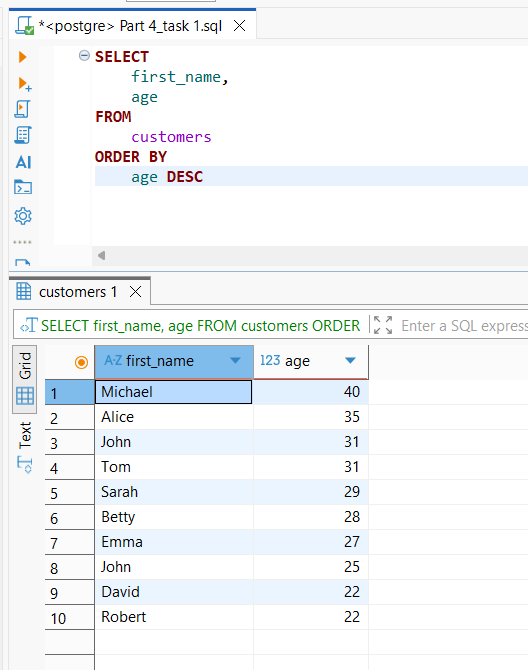 *<postgre> Part 4_task 1.sql
SELECT
first_name,
age
FROM
customers
ORDER BY
age DESC
AI
customers 1
SELECT first_name, age FROM customers ORDER
Enter a SQL express
Grid
Text
A-Z first_name 123 age
1 Michael 40
2 Alice 35
3 John 31
4 Tom 31
5 Sarah 29
6 Betty 28
7 Emma 27
8 John 25
9 David 22
10 Robert 22